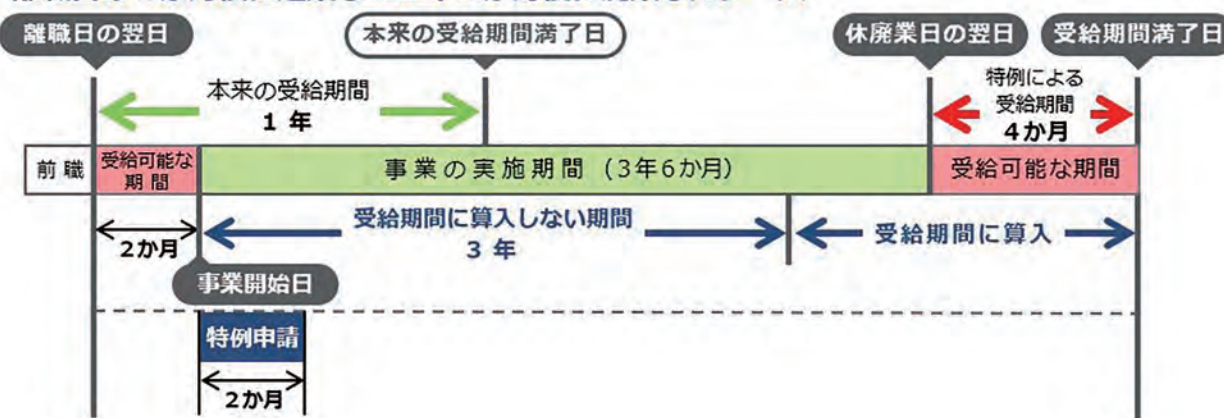 離職日の翌日
本来の受給期間満了日
休廃業日の翌日
受給期間満了日
本来の受給期間
1 年
特例による
受給期間
4か月
前職
受給可能な
期間
事業の実施期間（3年6か月）
受給可能な期間
2か月
受給期間に算入しない期間
3 年
受給期間に算入
事業開始日
特例申請
2か月